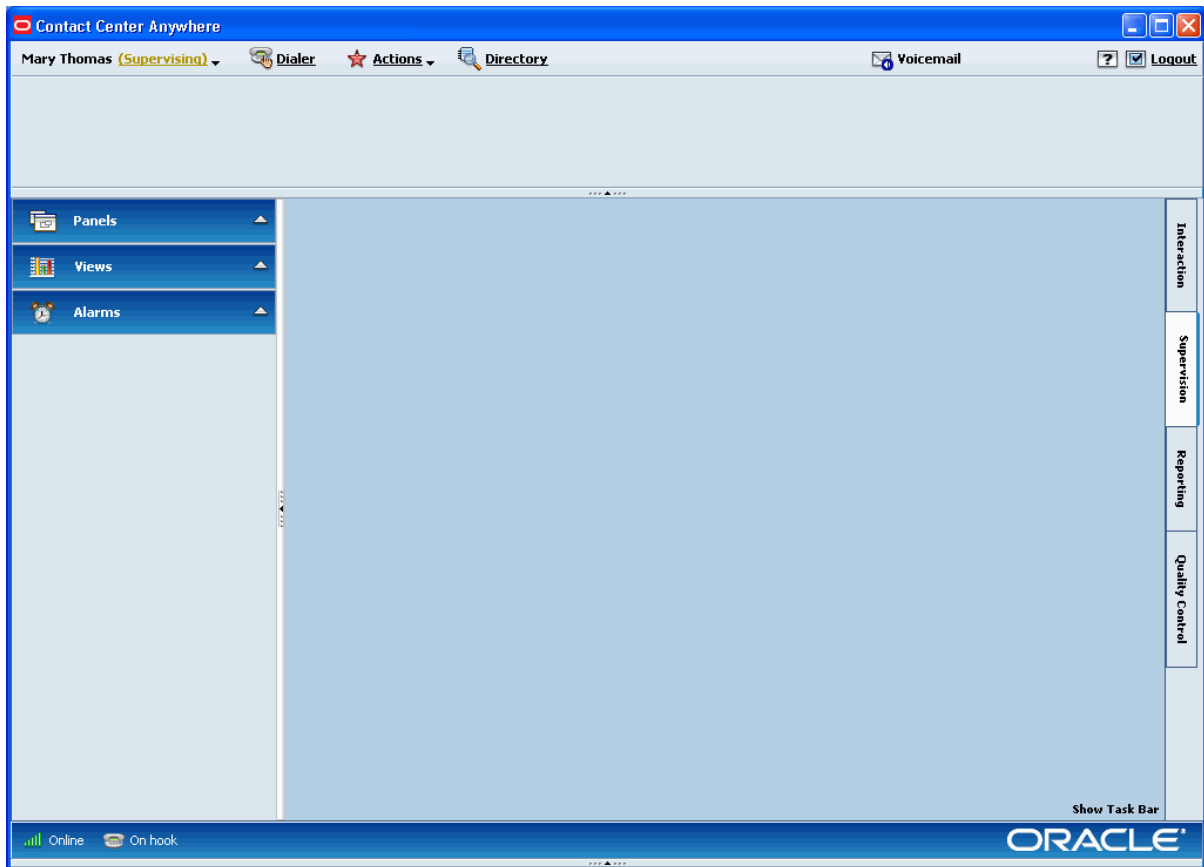 Contact Center Anywhere
Mary Thomas (Supervising) Dialer Actions Directory Voicemail ? Logout
Panels
Views
Alarms
Interaction
Supervision
Reporting
Quality Control
Show Task Bar
Online On hook ORACLE